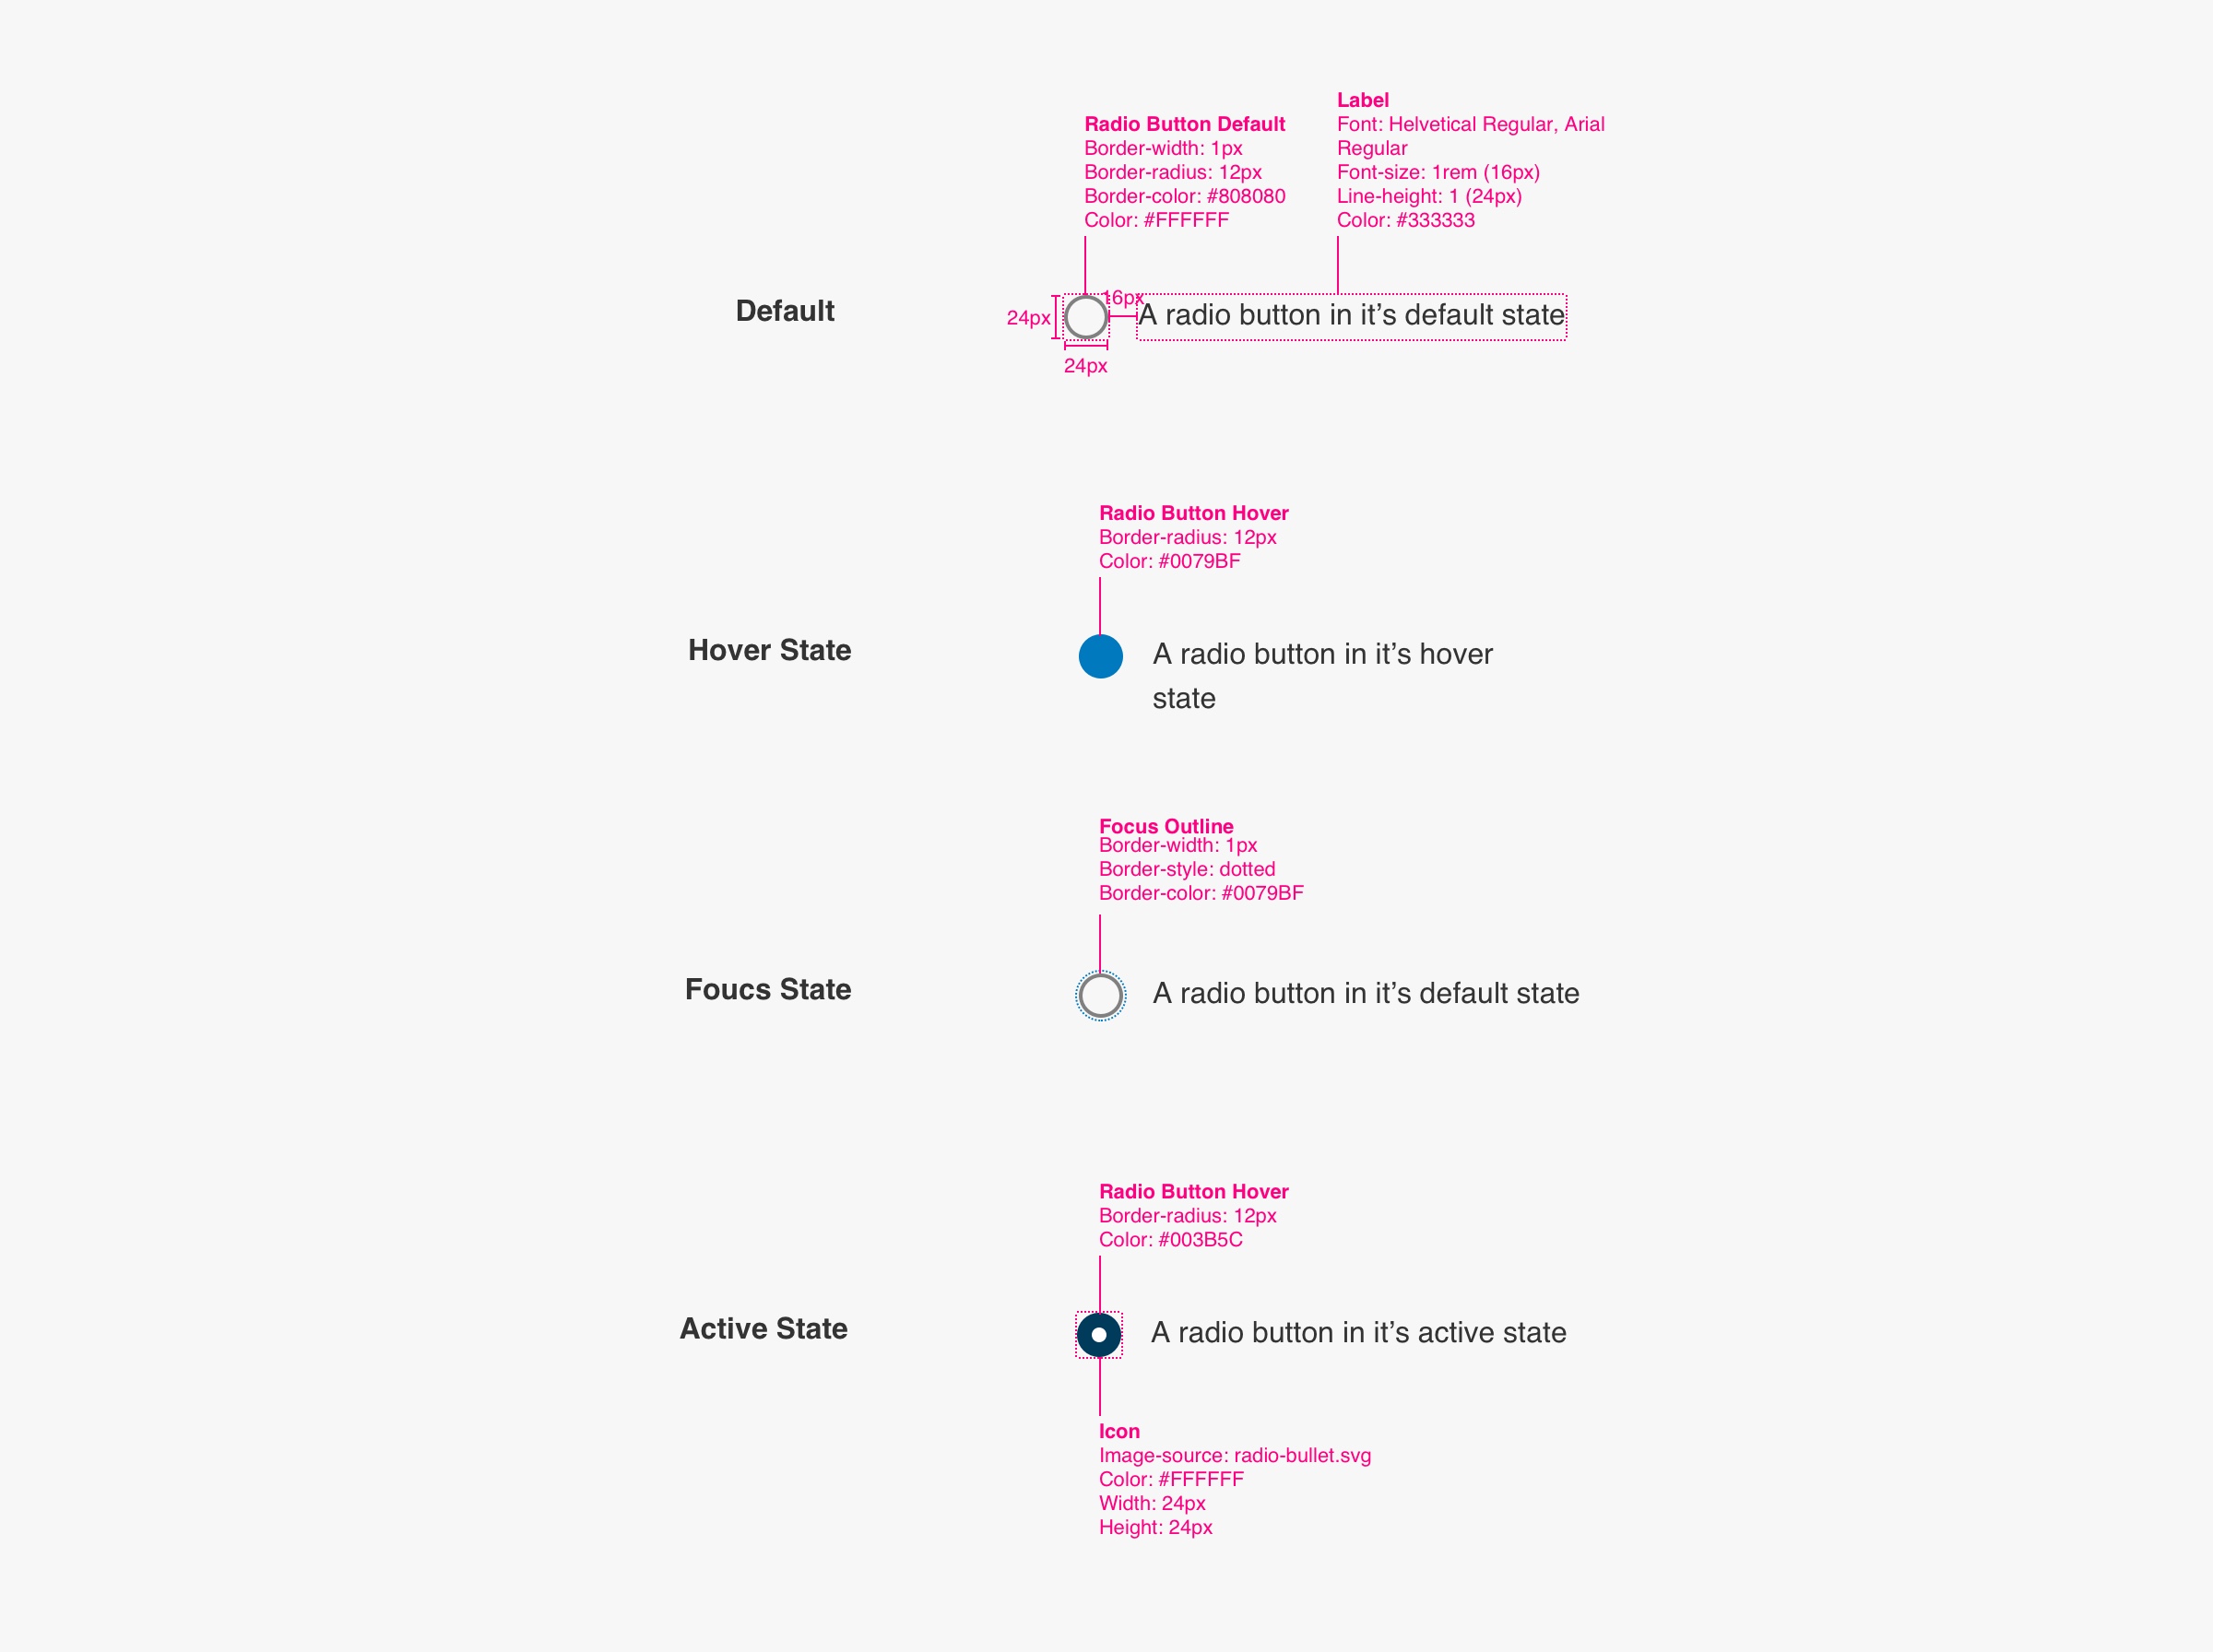 Label
Radio Button Default
Font: Helvetical Regular, Arial
Border-width: 1px
Regular
Border-radius: 12px
Font-size: 1rem (16px)
Border-color: #808080
Line-height: 1 (24px)
Color: #FFFFFF
Color: #333333
Default
24px
16px
A radio button in it’s default state
24px
Radio Button Hover
Border-radius: 12px
Color: #0079BF
Hover State
A radio button in it’s hover
state
Focus Outline
Border-width: 1px
Border-style: dotted
Border-color: #0079BF
Foucs State
A radio button in it’s default state
Radio Button Hover
Border-radius: 12px
Color: #003B5C
Active State
A radio button in it’s active state
Icon
Image-source: radio-bullet.svg
Color: #FFFFFF
Width: 24px
Height: 24px